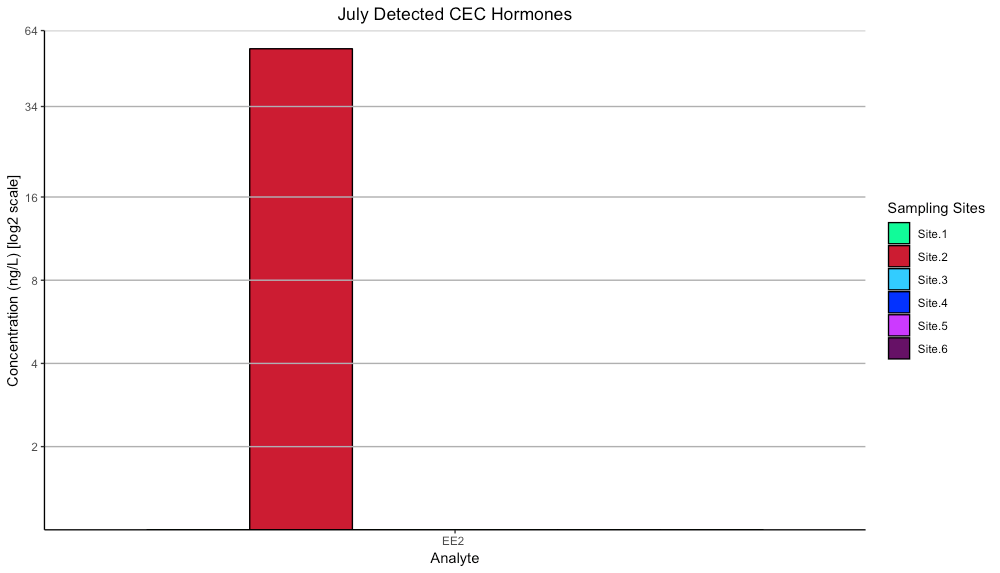 July Detected CEC Hormones
Concentration (ng/L) [log2 scale]
64
34
16
8
4
2
EE2
Analyte
Sampling Sites
Site.1
Site.2
Site.3
Site.4
Site.5
Site.6